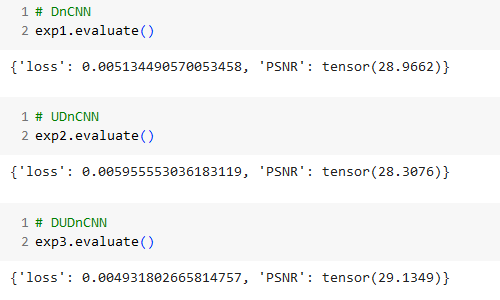 1 # DnCNN
2 exp1.evaluate()
{'loss': 0.005134490570053458, 'PSNR': tensor(28.9662)}
1 # UDnCNN
2 exp2.evaluate()
{'loss': 0.005955553036183119, 'PSNR': tensor(28.3076)}
1 # DUDnCNN
2 exp3.evaluate()
{'loss': 0.004931802665814757, 'PSNR': tensor(29.1349)}